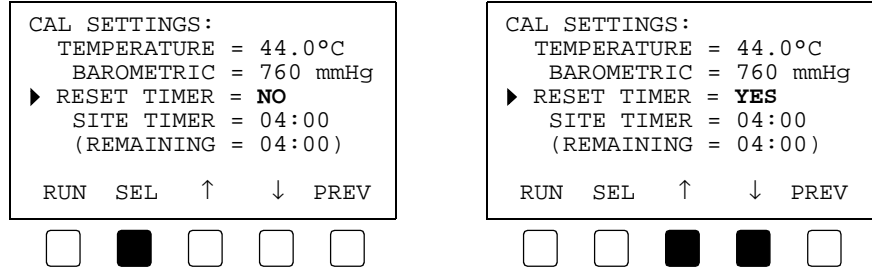 CAL SETTINGS:
TEMPERATURE = 44.0°C
BAROMETRIC = 760 mmHg
RESET TIMER = NO
SITE TIMER = 04:00
(REMAINING = 04:00)
RUN SEL ↑ ↓ PREV
CAL SETTINGS:
TEMPERATURE = 44.0°C
BAROMETRIC = 760 mmHg
RESET TIMER = YES
SITE TIMER = 04:00
(REMAINING = 04:00)
RUN SEL ↑ ↓ PREV